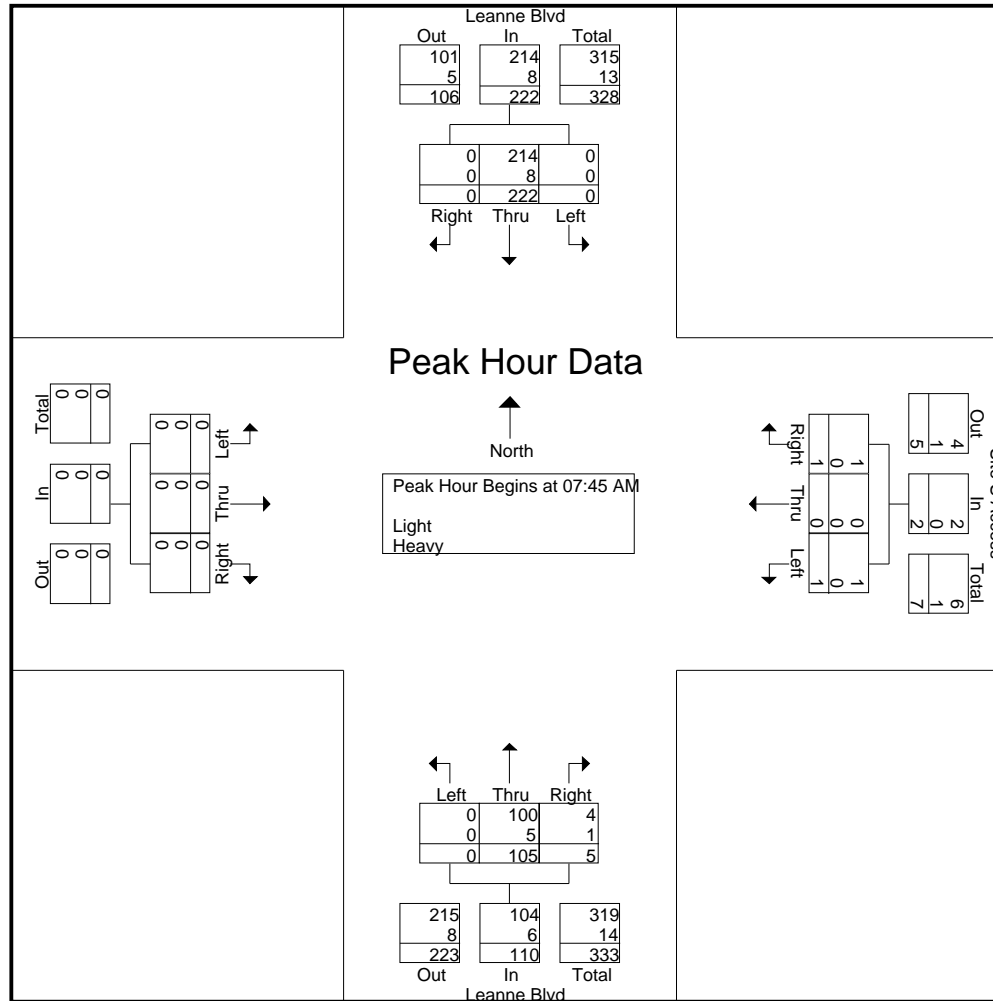 Leanne Blvd
Out In Total
101 214 315
5 8 13
106 222 328
0 214 0
0 8 0
0 222 0
Right Thru Left
Peak Hour Data
North
Peak Hour Begins at 07:45 AM
Light
Heavy
Total In Out
0 0 0
0 0 0
0 0 0
Left Thru Right
0 0 0
0 0 0
0 0 0
Right Thru Left
1 0 1
0 0 0
1 0 1
Out In Total
4 2 6
1 0 1
5 2 7
Left Thru Right
0 100 4
0 5 1
0 105 5
215 104 319
8 6 14
223 110 333
Out In Total
Leanne Blvd